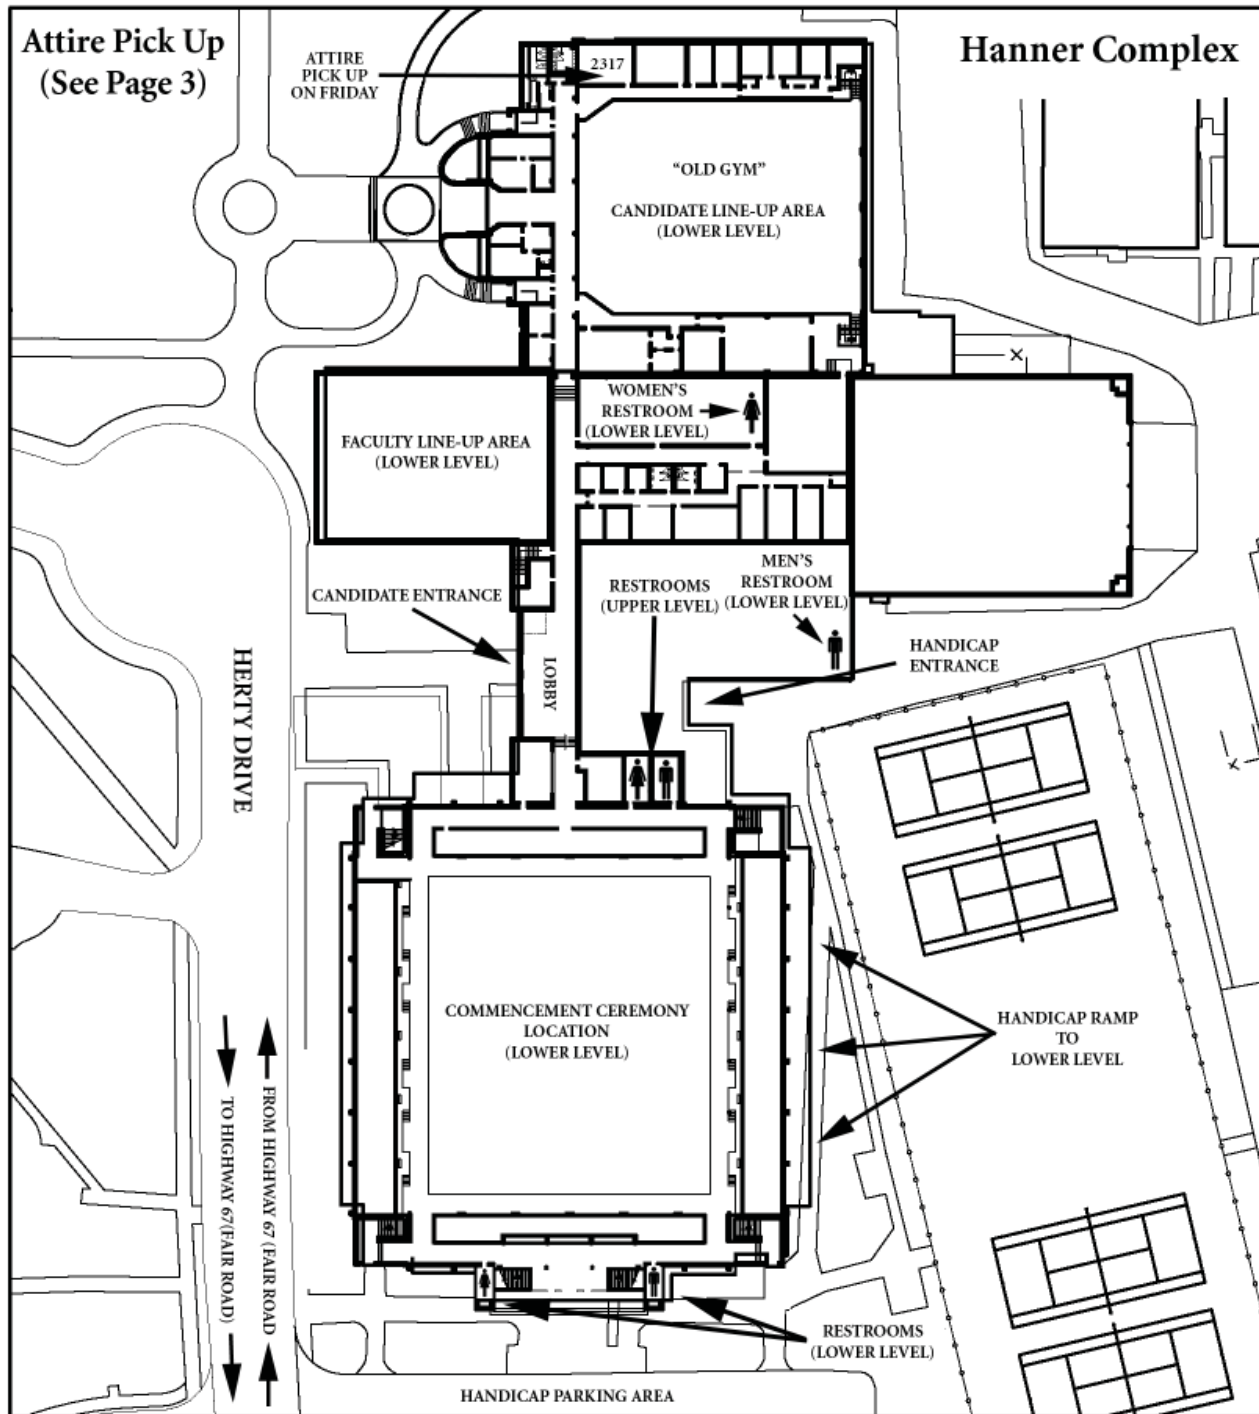 Attire Pick Up
(See Page 3)
Hanner Complex
ATTIRE
PICK UP
ON FRIDAY
2317
"OLD GYM"
CANDIDATE LINE-UP AREA
(LOWER LEVEL)
WOMEN'S
RESTROOM
(LOWER LEVEL)
FACULTY LINE-UP AREA
(LOWER LEVEL)
CANDIDATE ENTRANCE
RESTROOMS
(UPPER LEVEL)
MEN'S
RESTROOM
(LOWER LEVEL)
HANDICAP
ENTRANCE
LOBBY
HERTY DRIVE
COMMENCEMENT CEREMONY
LOCATION
(LOWER LEVEL)
HANDICAP RAMP
TO
LOWER LEVEL
TO HIGHWAY 67(FAIR ROAD)
FROM HIGHWAY 67 (FAIR ROAD
RESTROOMS
(LOWER LEVEL)
HANDICAP PARKING AREA